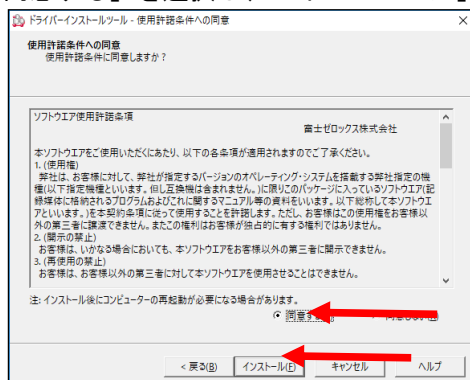 ドライバーインストールツール - 使用許諾条件への同意
使用許諾条件への同意
使用許諾条件に同意しますか?
ソフトウエア使用許諾条項
富士ゼロックス株式会社
本ソフトウエアをご使用いただくにあたり、以下の各条項が適用されますのでご了承ください。
1. (使用権)
弊社は、お客様に対して、弊社が指定するバージョンのオペレーティング・システムを搭載する弊社指定の機
種(以下指定機種といいます。但し互換機は含まれません。)に限りこのパッケージに入っているソフトウエア(記
録媒体に格納されるプログラムおよびこれに関するマニュアル等の資料をいいます。以下総称して本ソフトウエ
アといいます。)を本契約条項に従って使用することを許諾します。ただし、お客様はこの使用権をお客様以
外の第三者に譲渡できません。またこの権利はお客様が独占的に有する権利ではありません。
2. (開示の禁止)
お客様は、いかなる場合においても、本ソフトウエアをお客様以外の第三者に開示できません。
3. (再使用の禁止)
お客様は、お客様以外の第三者に対して本ソフトウエアを使用させることはできません。
注: インストール後にコンピューターの再起動が必要になる場合があります。
同意す
< 戻る(B) インストール(I) キャンセル ヘルプ